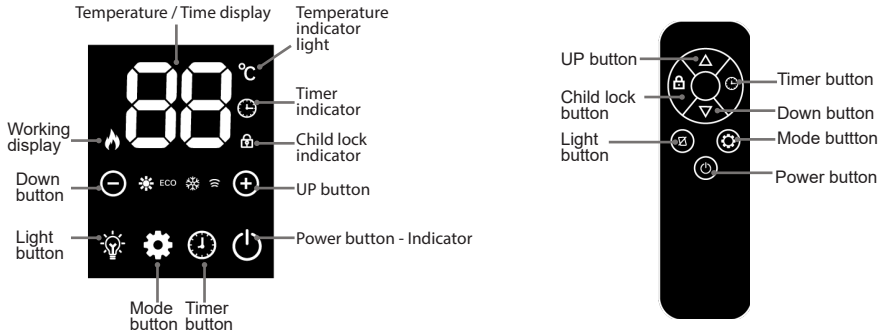 Temperature / Time display
Temperature
indicator
light
88
°C
Timer
indicator
Working
display
Child lock
indicator
Down
button
ECO
UP button
Light
button
Power button - Indicator
Mode
button
Timer
button
UP button
Timer button
Child lock
button
Down button
Light
button
Mode buttton
Power button